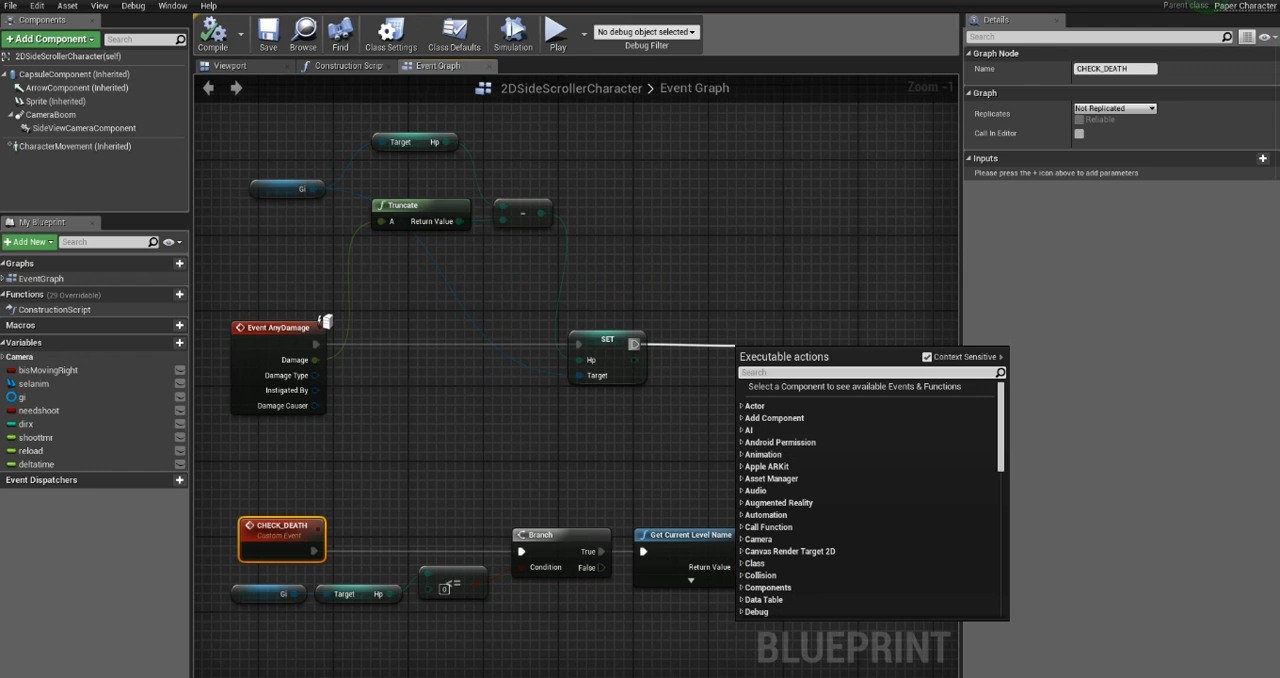 File Edit Asset View Debug Window Help
Parent class: Paper Character
Components
+Add Component
Search
2DSideScrollerCharacter(self)
CapsuleComponent (Inherited)
ArrowComponent (Inherited)
Sprite (Inherited)
CameraBoom
SideViewCameraComponent
CharacterMovement (Inherited)
My Blueprint
+Add New
Search
Graphs
EventGraph
Functions (29 Overridable)
ConstructionScript
Macros
Variables
Camera
bisMovingRight
selanim
gi
needshoot
dirx
shoottmr
reload
deltatime
Event Dispatchers
Compile
Save
Browse
Find
Class Settings
Class Defaults
Simulation
Play
No debug object selected
Debug Filter
Viewport
Construction Scrip
Event Graph
2DSideScrollerCharacter > Event Graph
Zoom -1
Target Hp
Gi
Truncate
A Return Value
-
Event AnyDamage
Damage
Damage Type
Instigated By
Damage Causer
SET
Hp
Target
CHECK_DEATH
Custom Event
Gi
Target Hp
<=
0
Branch
True
Condition False
Get Current Level Name
Return Value
Executable actions
Context Sensitive
Search
Select a Component to see available Events & Functions
Actor
Add Component
AI
Android Permission
Animation
Apple ARKit
Asset Manager
Audio
Augmented Reality
Automation
Call Function
Camera
Canvas Render Target 2D
Class
Collision
Components
Data Table
Debug
BLUEPRINT
Details
Search
Graph Node
Name CHECK_DEATH
Graph
Replicates Not Replicated
Reliable
Call In Editor
Inputs
Please press the + icon above to add parameters